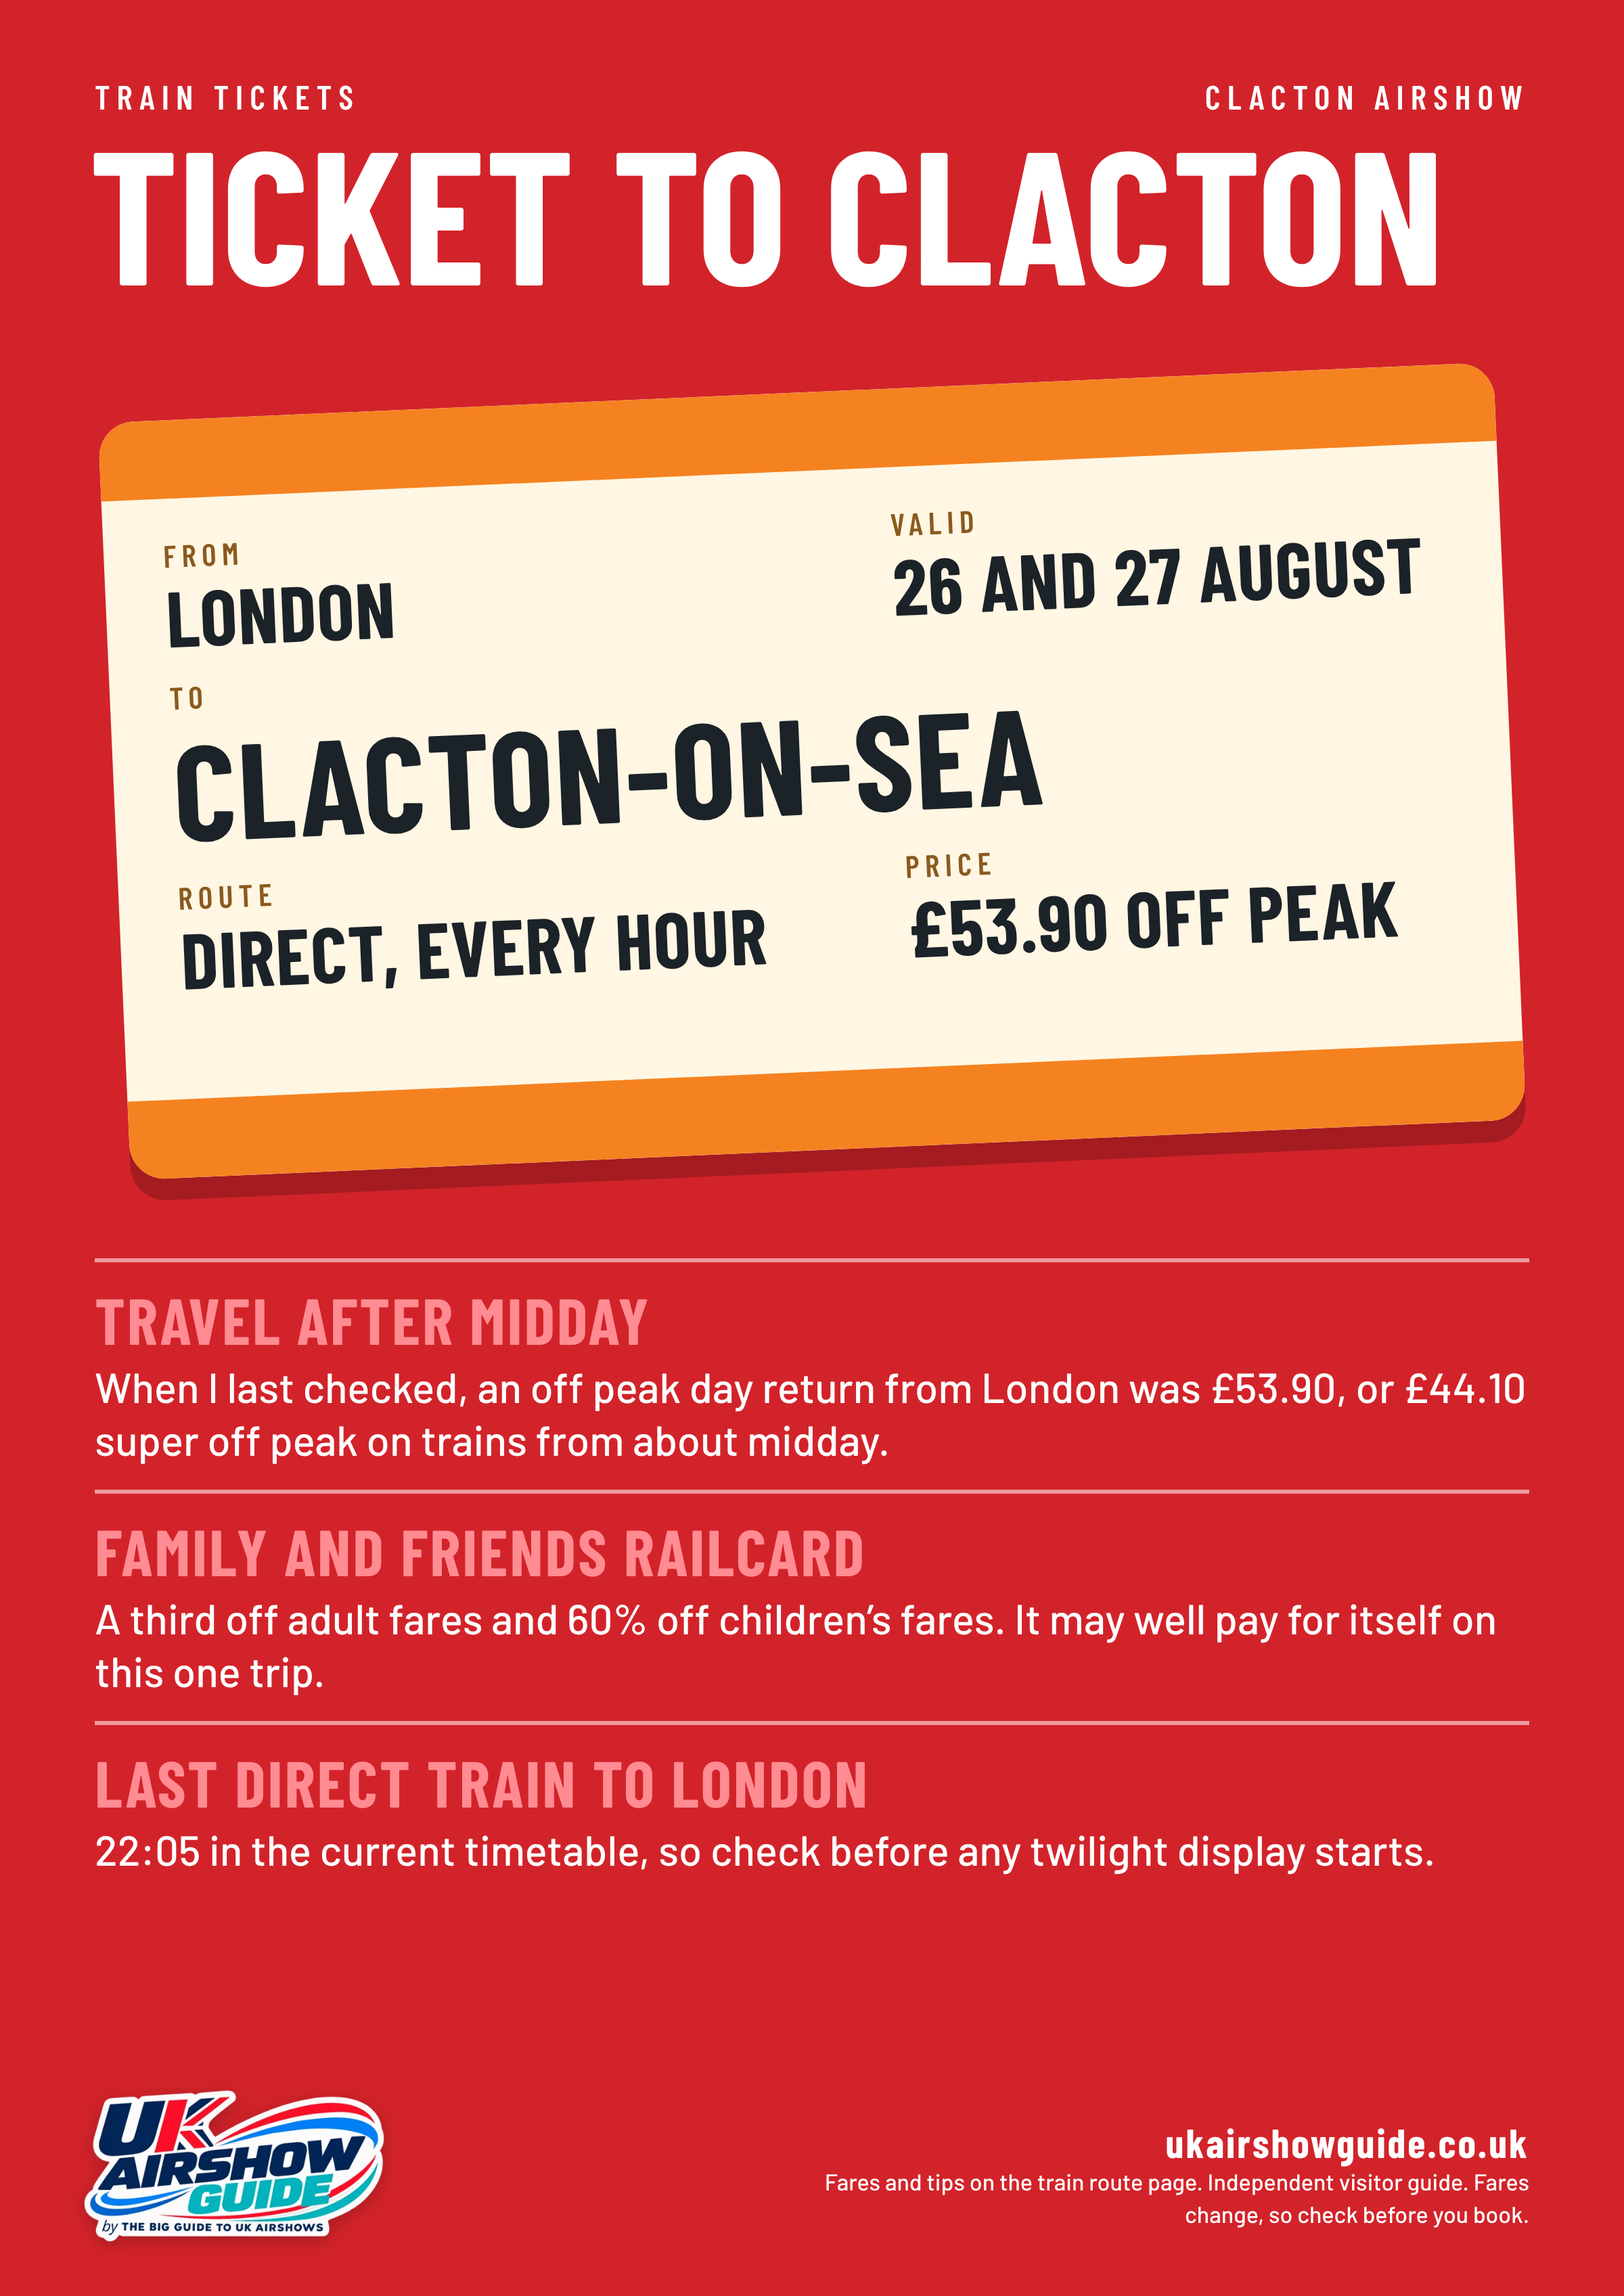 TRAIN TICKETS
CLACTON AIRSHOW
TICKET TO CLACTON
FROM
LONDON
VALID
26 AND 27 AUGUST
TO
CLACTON-ON-SEA
ROUTE
DIRECT, EVERY HOUR
PRICE
£53.90 OFF PEAK
TRAVEL AFTER MIDDAY
When I last checked, an off peak day return from London was £53.90, or £44.10
super off peak on trains from about midday.
FAMILY AND FRIENDS RAILCARD
A third off adult fares and 60% off children’s fares. It may well pay for itself on
this one trip.
LAST DIRECT TRAIN TO LONDON
22:05 in the current timetable, so check before any twilight display starts.
UK
AIRSHOW
GUIDE
by THE BIG GUIDE TO UK AIRSHOWS
ukairshowguide.co.uk
Fares and tips on the train route page. Independent visitor guide. Fares
change, so check before you book.